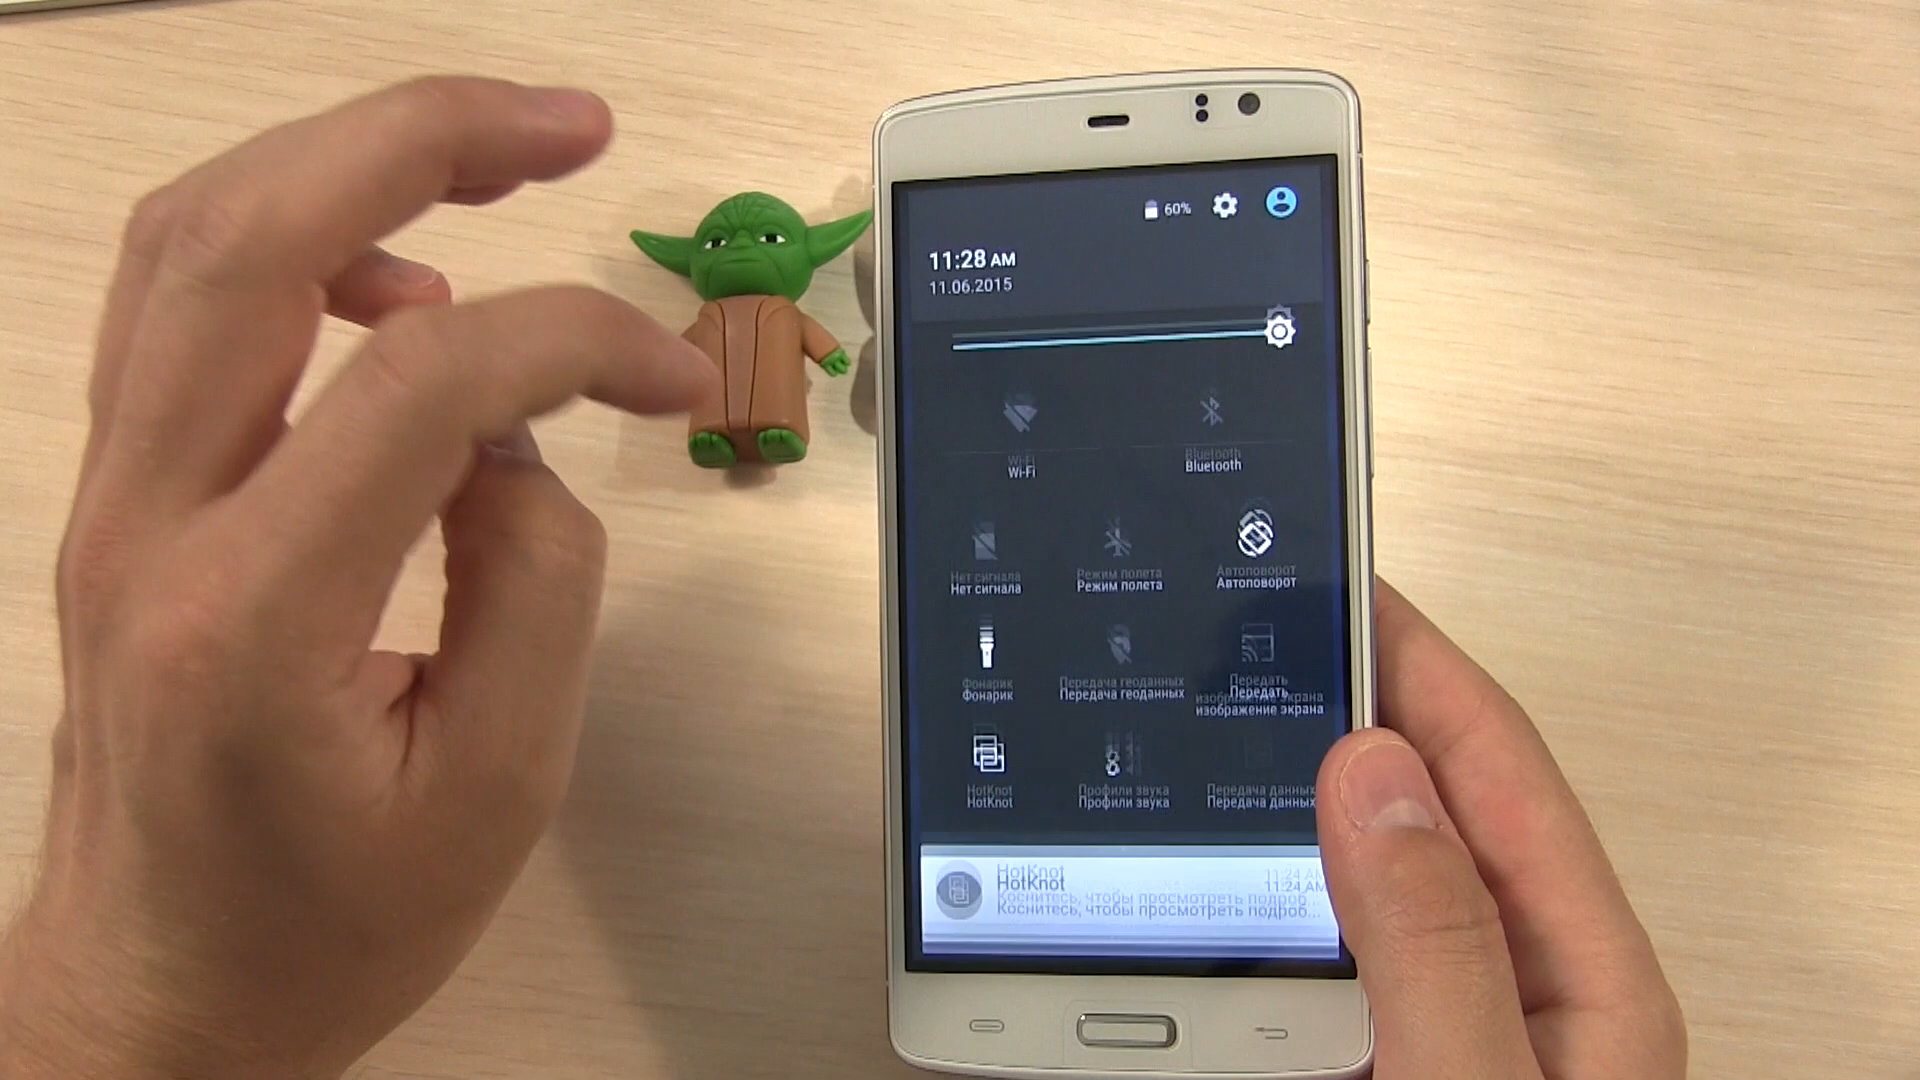 60%
11:28 AM
11.06.2015
Wi-Fi
Bluetooth
Нет сигнала
Режим полета
Автоповорот
Фонарик
Передача геоданных
Передать
изображение экрана
HotKnot
Профили звука
Передача данных
HotKnot
11:24 AM
Коснитесь, чтобы просмотреть подроб...